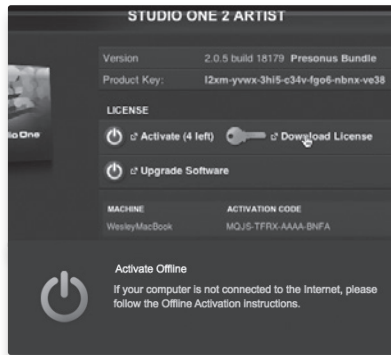 STUDIO ONE 2 ARTIST
Version 2.0.5 build 18179 Presonus Bundle
Product Key: l2xm-yvwx-3hi5-c34v-fgo6-nbnx-ve38
LICENSE
Activate (4 left) Download License
dio One
Upgrade Software
MACHINE ACTIVATION CODE
WesleyMacBook MQJS-TFRX-AAAA-BNFA
Activate Offline
If your computer is not connected to the Internet, please
follow the Offline Activation instructions.